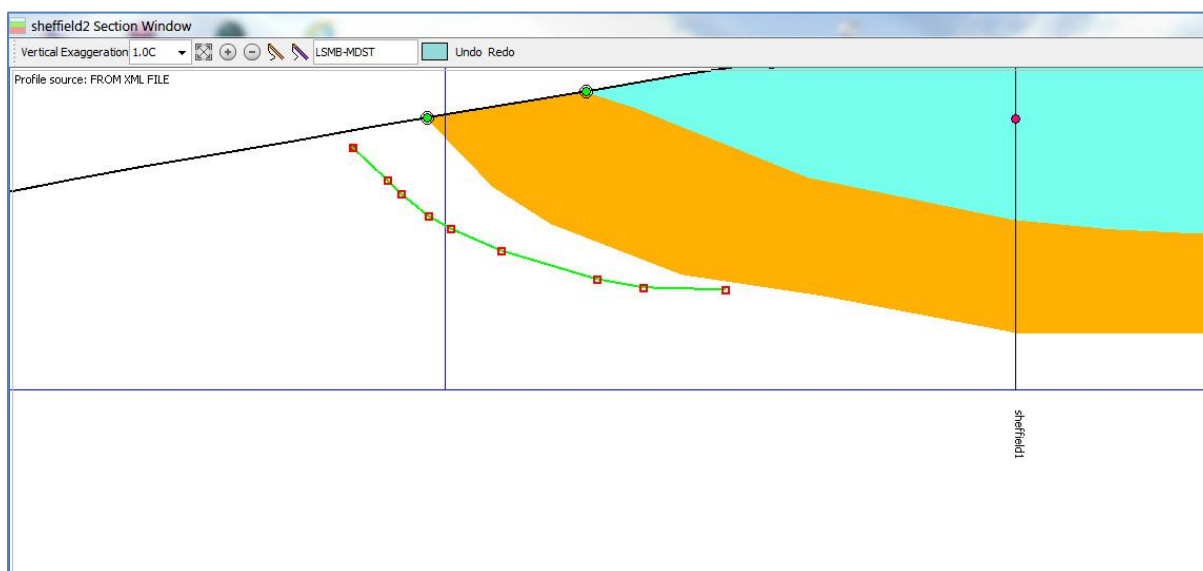 sheffield2 Section Window
Vertical Exaggeration 1.0C LSMB-MDST Undo Redo
Profile source: FROM XML FILE
sheffield1